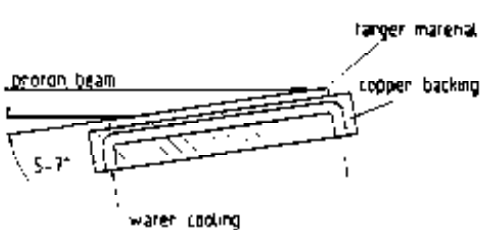 target material
proton beam
copper backing
5-7°
water cooling